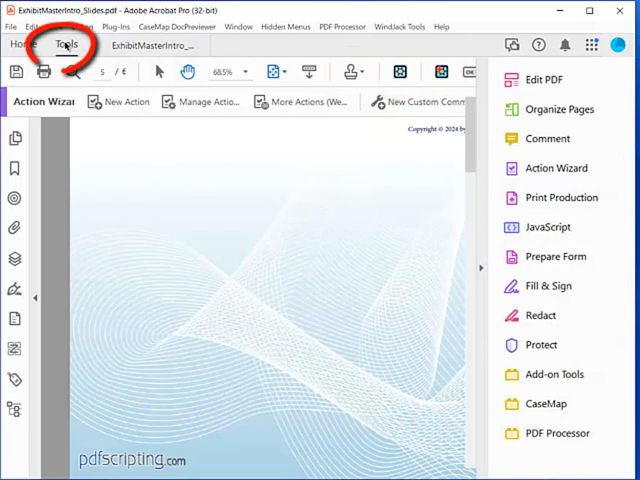 ExhibitMasterIntro_Slides.pdf - Adobe Acrobat Pro (32-bit)
File Edit Plug-Ins CaseMap DocPreviewer Window Hidden Menus PDF Processor WindJack Tools Help
Home Tools ExhibitMasterIntro_...
5 / 6 68.5%
Action Wizar New Action Manage Actio... More Actions (We... New Custom Comm
Copyright © 2024 by
pdfscripting.com
Edit PDF
Organize Pages
Comment
Action Wizard
Print Production
JavaScript
Prepare Form
Fill & Sign
Redact
Protect
Add-on Tools
CaseMap
PDF Processor